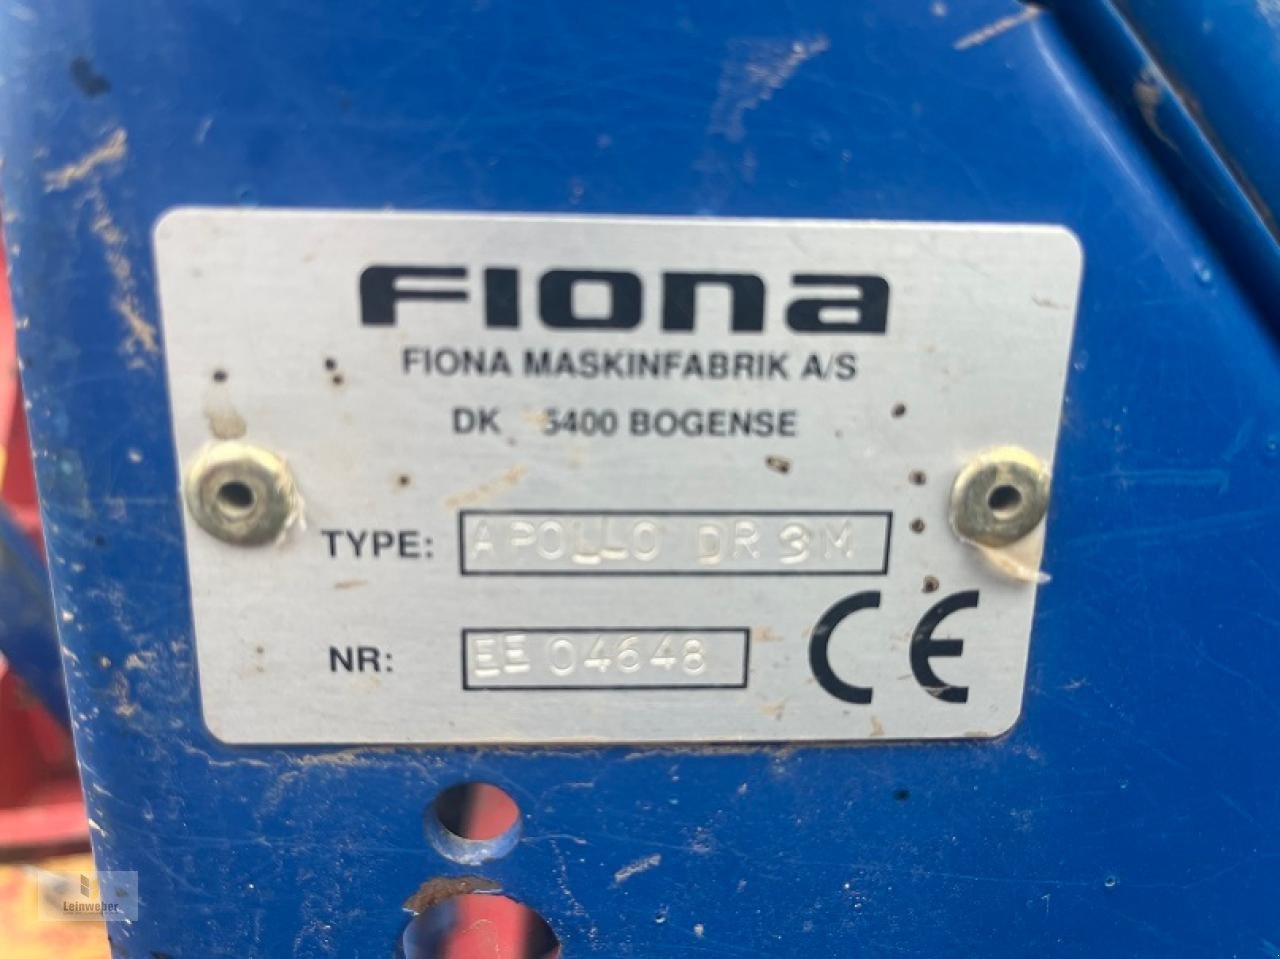 FIONA
FIONA MASKINFABRIK A/S
DK 5400 BOGENSE
TYPE: APOLLO DR 3M
NR: EE 04648
CE
Leinweber